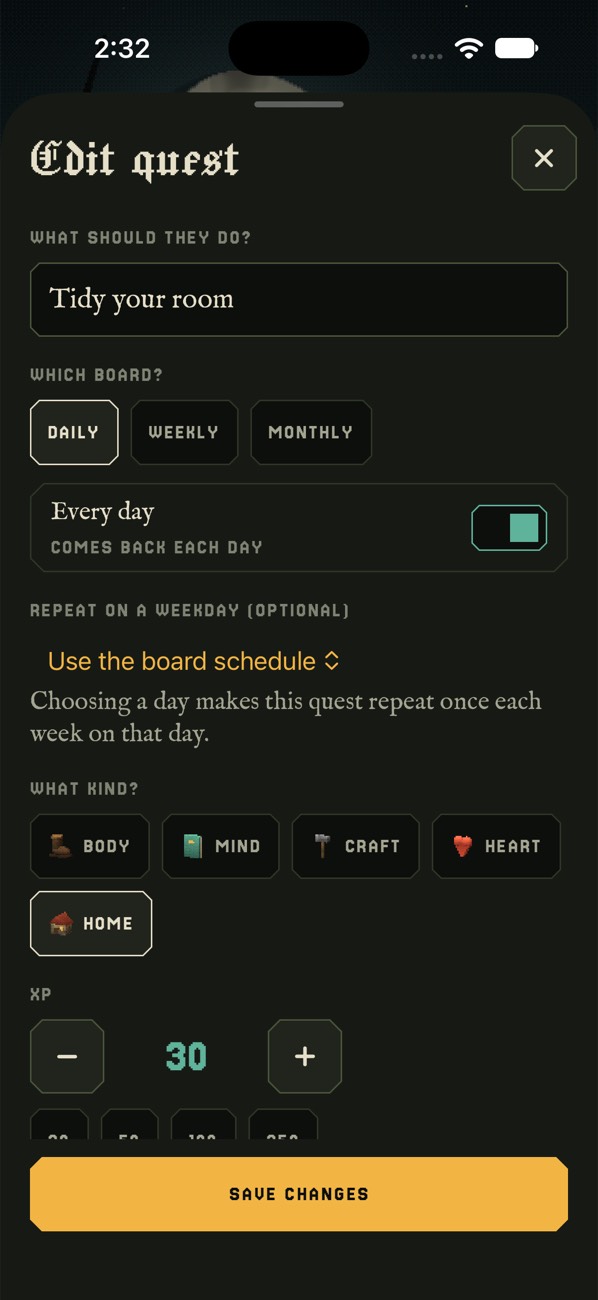 2:32
Edit quest
WHAT SHOULD THEY DO?
Tidy your room
WHICH BOARD?
DAILY WEEKLY MONTHLY
Every day
COMES BACK EACH DAY
REPEAT ON A WEEKDAY (OPTIONAL)
Use the board schedule
Choosing a day makes this quest repeat once each
week on that day.
WHAT KIND?
BODY MIND CRAFT HEART
HOME
XP
− 30 +
SAVE CHANGES